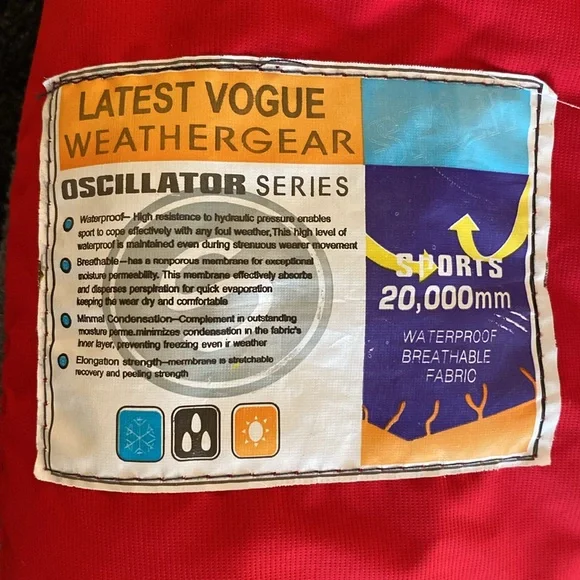 LATEST VOGUE
WEATHERGEAR
OSCILLATOR SERIES
Waterproof— High resistance to hydraulic pressure enables
sport to cope effectively with any foul weather,This high level of
waterproof is maintained even during strenuous wearer movement
Breathable—has a nonporous membrane for exceptional
moisture permeability. This membrane effectively absorbs
and disperses perspiration for quick evaporation
keeping the wear dry and comfortable
Minmal Condensation—Complement in outstanding
moisture perme.minimizes condensation in the fabric's
inner layer, preventing freezing even ir weather
Elongation strength—mermbrane is stretchable
recovery and peeling strength
SPORTS
20,000mm
WATERPROOF
BREATHABLE
FABRIC